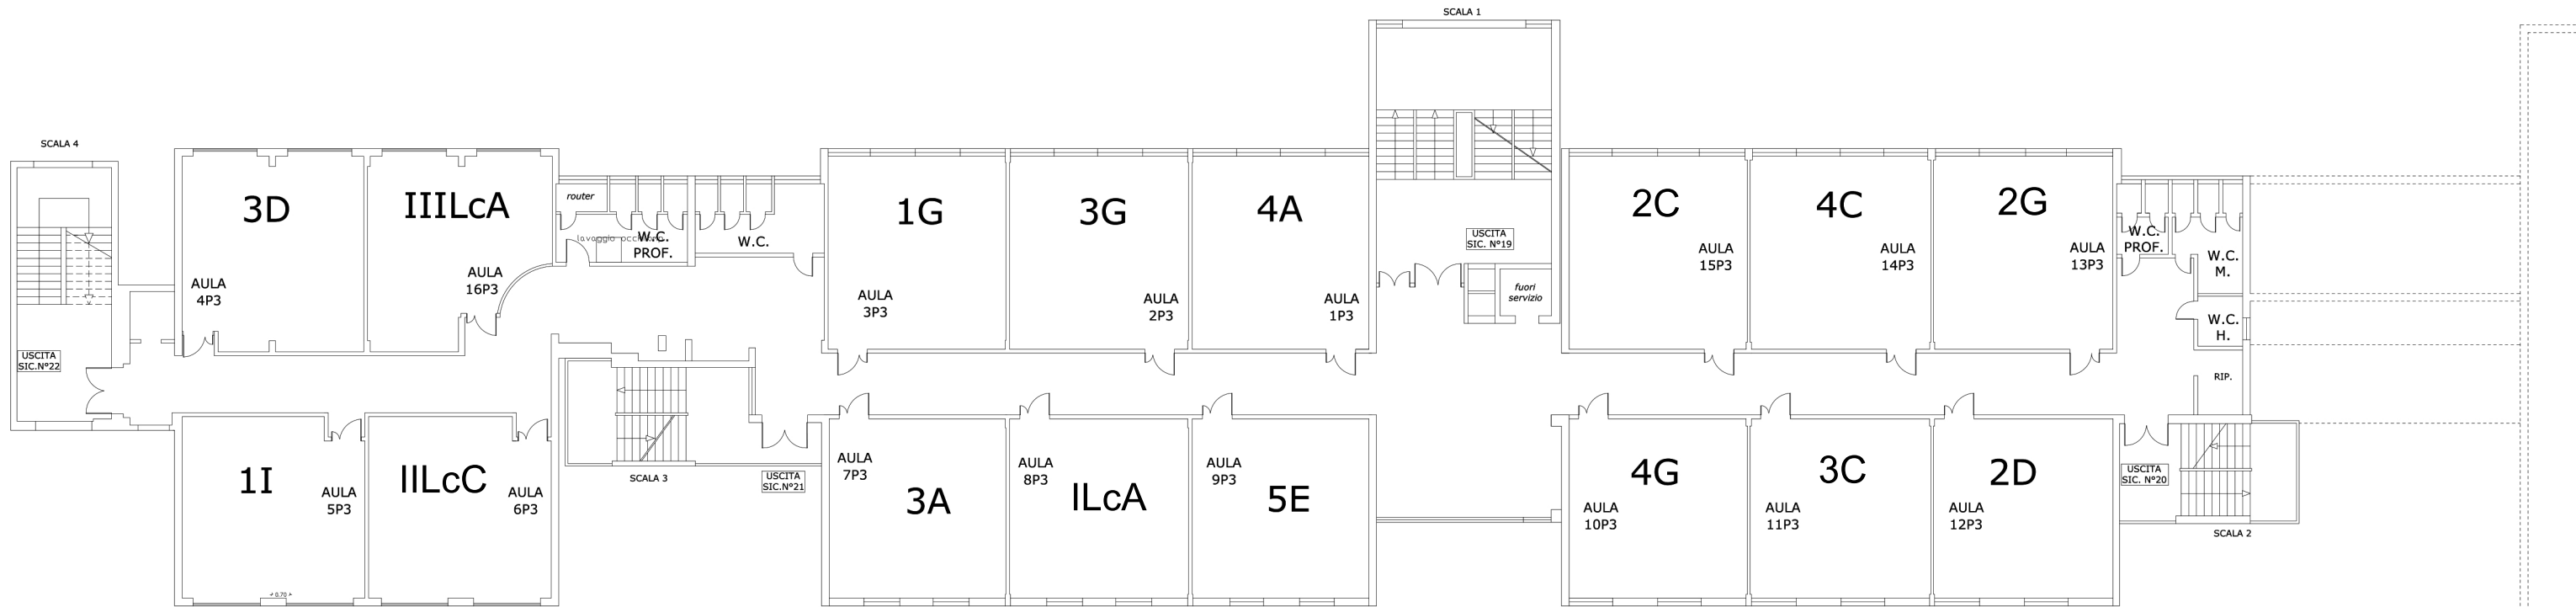 SCALA 1
SCALA 4
3D
IIILcA
router
lavaggio
W.C.
PROF.
W.C.
1G
3G
4A
USCITA
SIC. N°19
2C
4C
2G
W.C.
PROF.
W.C.
M.
AULA
4P3
AULA
16P3
AULA
3P3
AULA
2P3
AULA
1P3
fuori
servizio
AULA
15P3
AULA
14P3
AULA
13P3
W.C.
H.
USCITA
SIC.N°22
RIP.
1I
AULA
5P3
IILcC
AULA
6P3
SCALA 3
USCITA
SIC.N°21
AULA
7P3
3A
AULA
8P3
ILcA
AULA
9P3
5E
4G
AULA
10P3
3C
AULA
11P3
2D
AULA
12P3
USCITA
SIC. N°20
SCALA 2
0.70